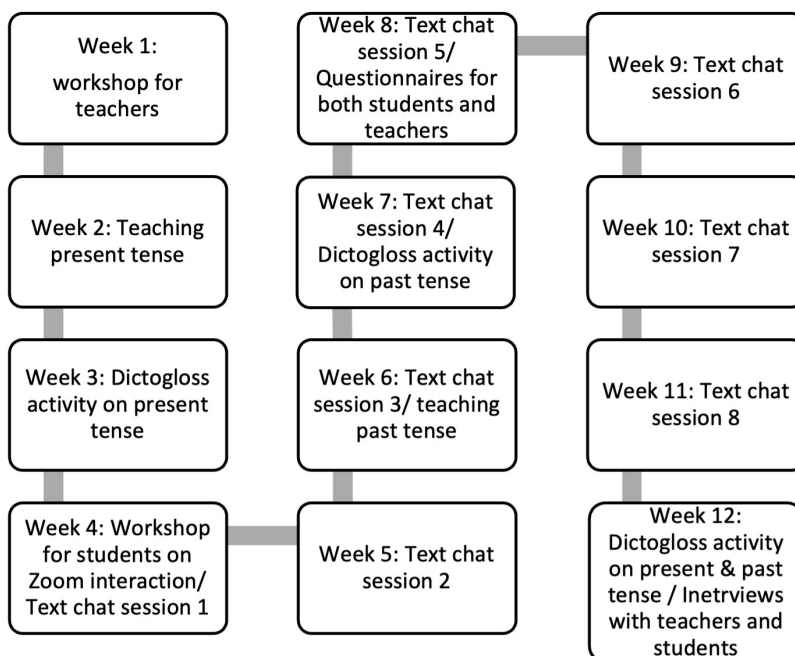 Week 1:
workshop for
teachers
Week 2: Teaching
present tense
Week 3: Dictogloss
activity on present
tense
Week 4: Workshop
for students on
Zoom interaction/
Text chat session 1
Week 5: Text chat
session 2
Week 6: Text chat
session 3/ teaching
past tense
Week 7: Text chat
session 4/
Dictogloss activity
on past tense
Week 8: Text chat
session 5/
Questionnaires for
both students and
teachers
Week 9: Text chat
session 6
Week 10: Text chat
session 7
Week 11: Text chat
session 8
Week 12:
Dictogloss activity
on present & past
tense / Inetrviews
with teachers and
students